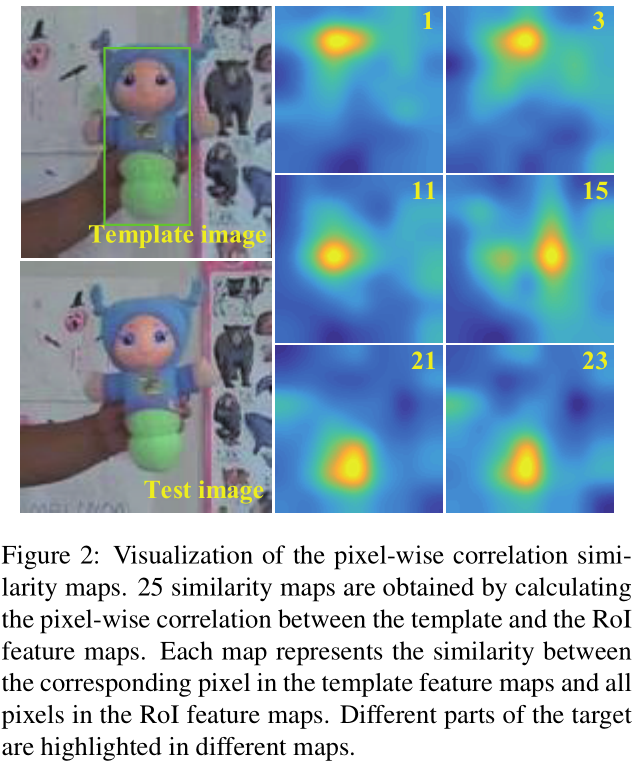 Template image
Test image
1
3
11
15
21
23
Figure 2: Visualization of the pixel-wise correlation simi-
larity maps. 25 similarity maps are obtained by calculating
the pixel-wise correlation between the template and the RoI
feature maps. Each map represents the similarity between
the corresponding pixel in the template feature maps and all
pixels in the RoI feature maps. Different parts of the target
are highlighted in different maps.